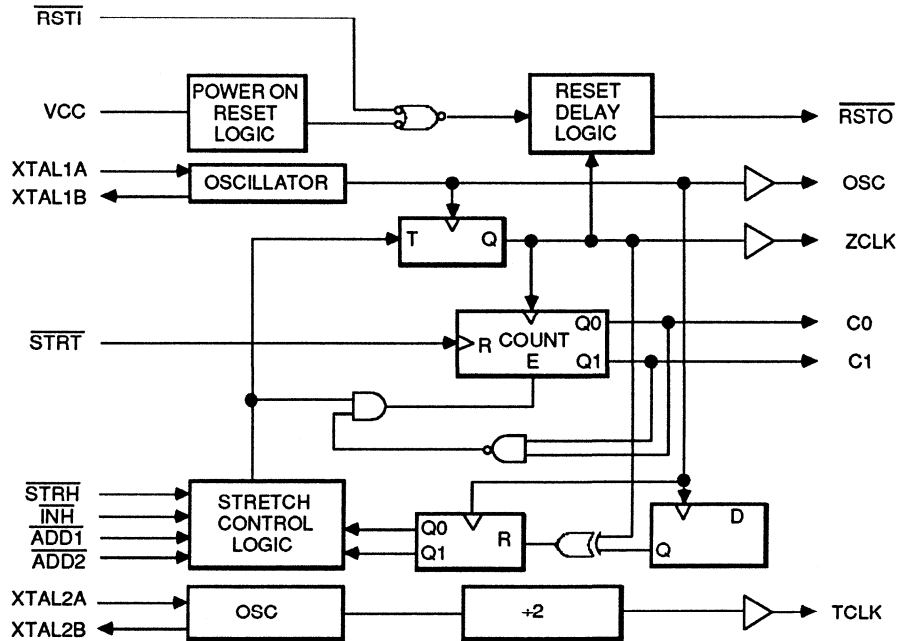 RSTI
VCC
POWER ON
RESET
LOGIC
RESET
DELAY
LOGIC
RSTO
XTAL1A
XTAL1B
OSCILLATOR
OSC
T Q
ZCLK
STRT
R COUNT Q0
E Q1
C0
C1
STRH
INH
ADD1
ADD2
STRETCH
CONTROL
LOGIC
Q0
Q1
R
D
Q
XTAL2A
XTAL2B
OSC
÷2
TCLK